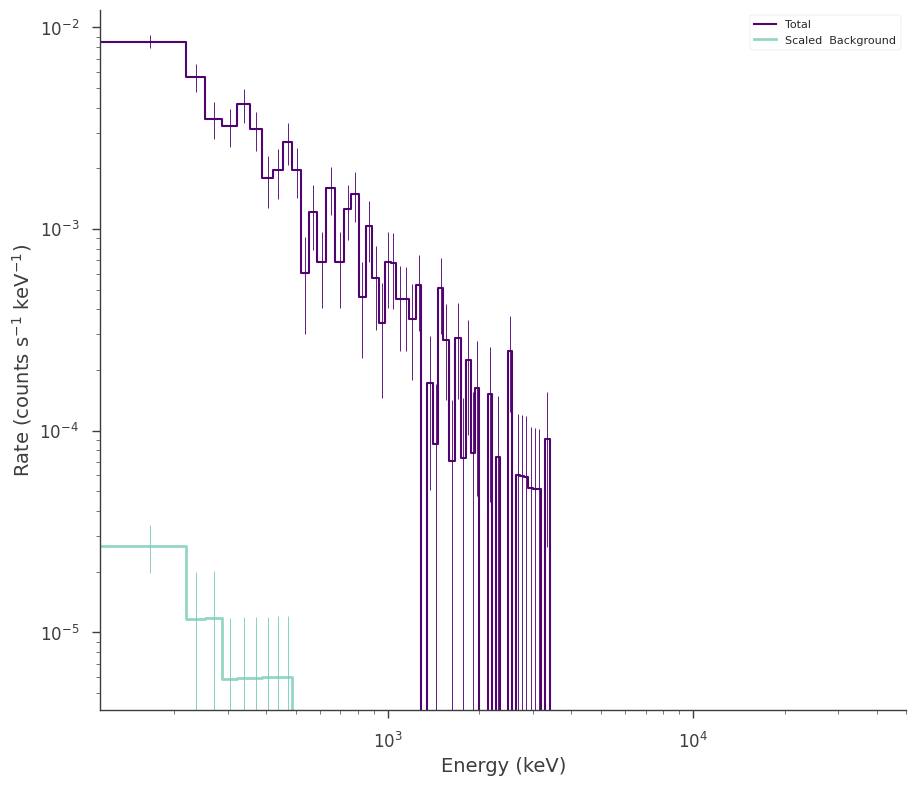 Total
Scaled  Background
10⁻²
10⁻³
10⁻⁴
10⁻⁵
Rate (counts s⁻¹ keV⁻¹)
10³
10⁴
Energy (keV)